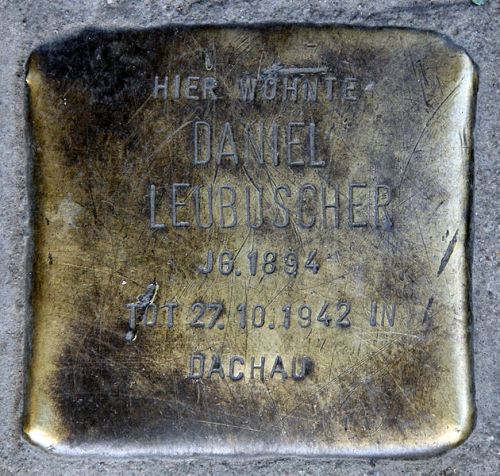 HIER WOHNTE
DANIEL
LEUBUSCHER
JG. 1894
TOT 27.10.1942 IN
DACHAU